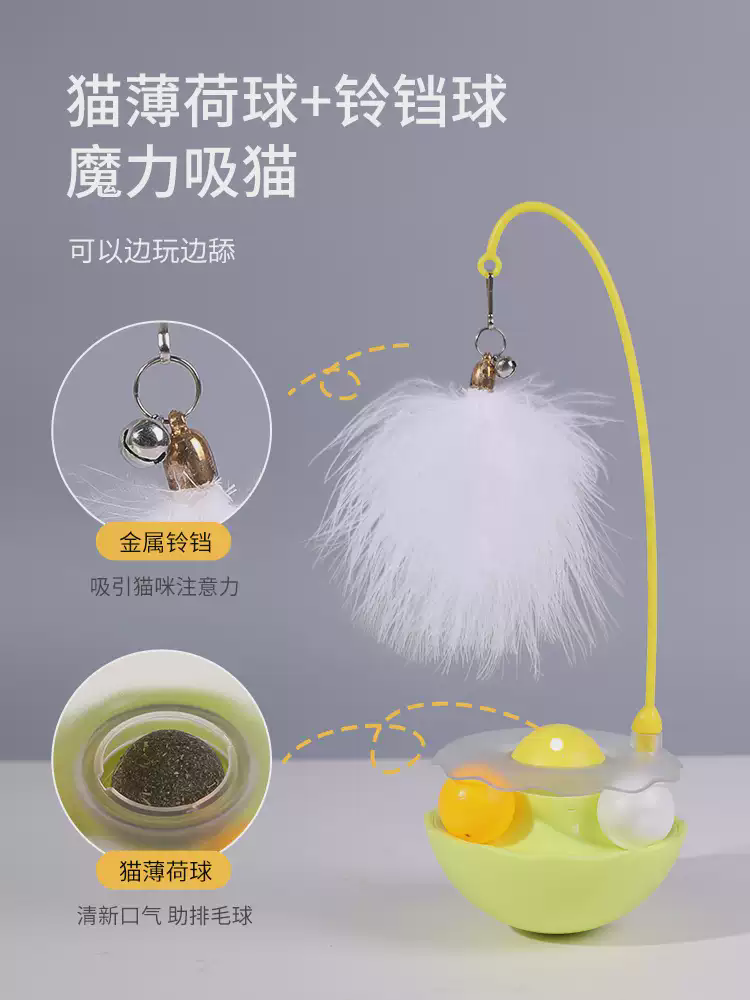 猫薄荷球+铃铛球
魔力吸猫
可以边玩边舔
金属铃铛
吸引猫咪注意力
猫薄荷球
清新口气 助排毛球